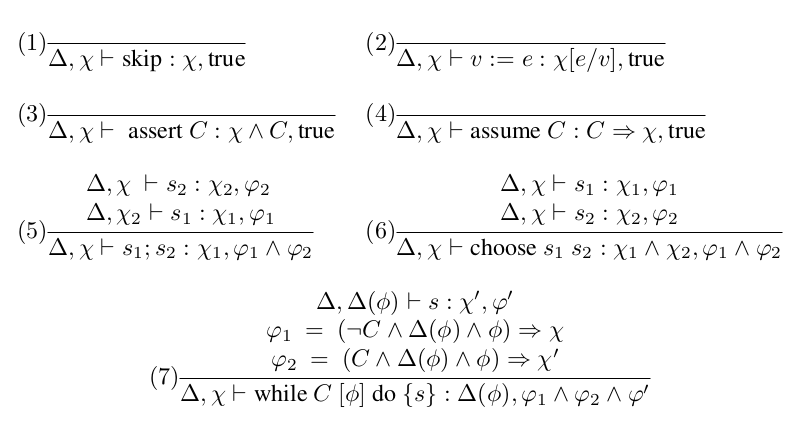 (1) Δ, χ ⊢ skip : χ, true
(2) Δ, χ ⊢ v := e : χ[e/v], true
(3) Δ, χ ⊢ assert C : χ ∧ C, true
(4) Δ, χ ⊢ assume C : C ⇒ χ, true
Δ, χ ⊢ s₂ : χ₂, φ₂
Δ, χ₂ ⊢ s₁ : χ₁, φ₁
(5) Δ, χ ⊢ s₁; s₂ : χ₁, φ₁ ∧ φ₂
Δ, χ ⊢ s₁ : χ₁, φ₁
Δ, χ ⊢ s₂ : χ₂, φ₂
(6) Δ, χ ⊢ choose s₁ s₂ : χ₁ ∧ χ₂, φ₁ ∧ φ₂
Δ, Δ(ϕ) ⊢ s : χ′, φ′
φ₁ = (¬C ∧ Δ(ϕ) ∧ ϕ) ⇒ χ
φ₂ = (C ∧ Δ(ϕ) ∧ ϕ) ⇒ χ′
(7) Δ, χ ⊢ while C [ϕ] do {s} : Δ(ϕ), φ₁ ∧ φ₂ ∧ φ′